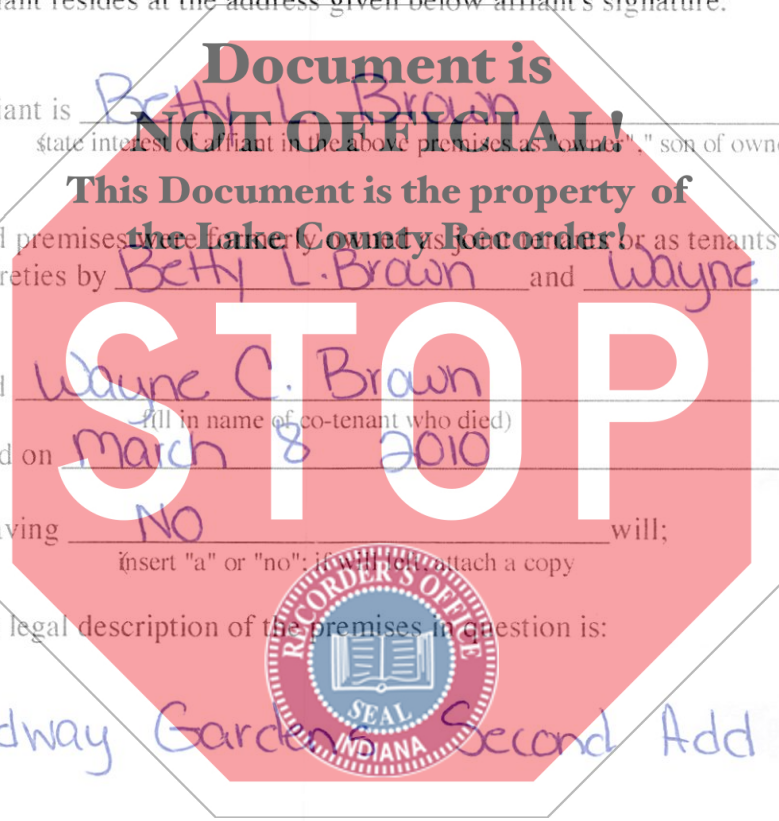 iant resides at the address given below affiant's signature.
Document is
iant is Betty L. Brown
NOT OFFICIAL!
state interest of affiant in the above premises as "owner"," son of owne
This Document is the property of
the Lake County Recorder!
d premises were formerly owned as joint tenants or as tenants
reties by Betty L. Brown and Wayne
STOP
d Wayne C. Brown
fill in name of co-tenant who died)
d on March 8 2010
ving NO will;
insert "a" or "no": if will left, attach a copy
RECORDER'S OFFICE
legal description of the premises in question is:
SEAL
INDIANA
dway Gardens Second Add